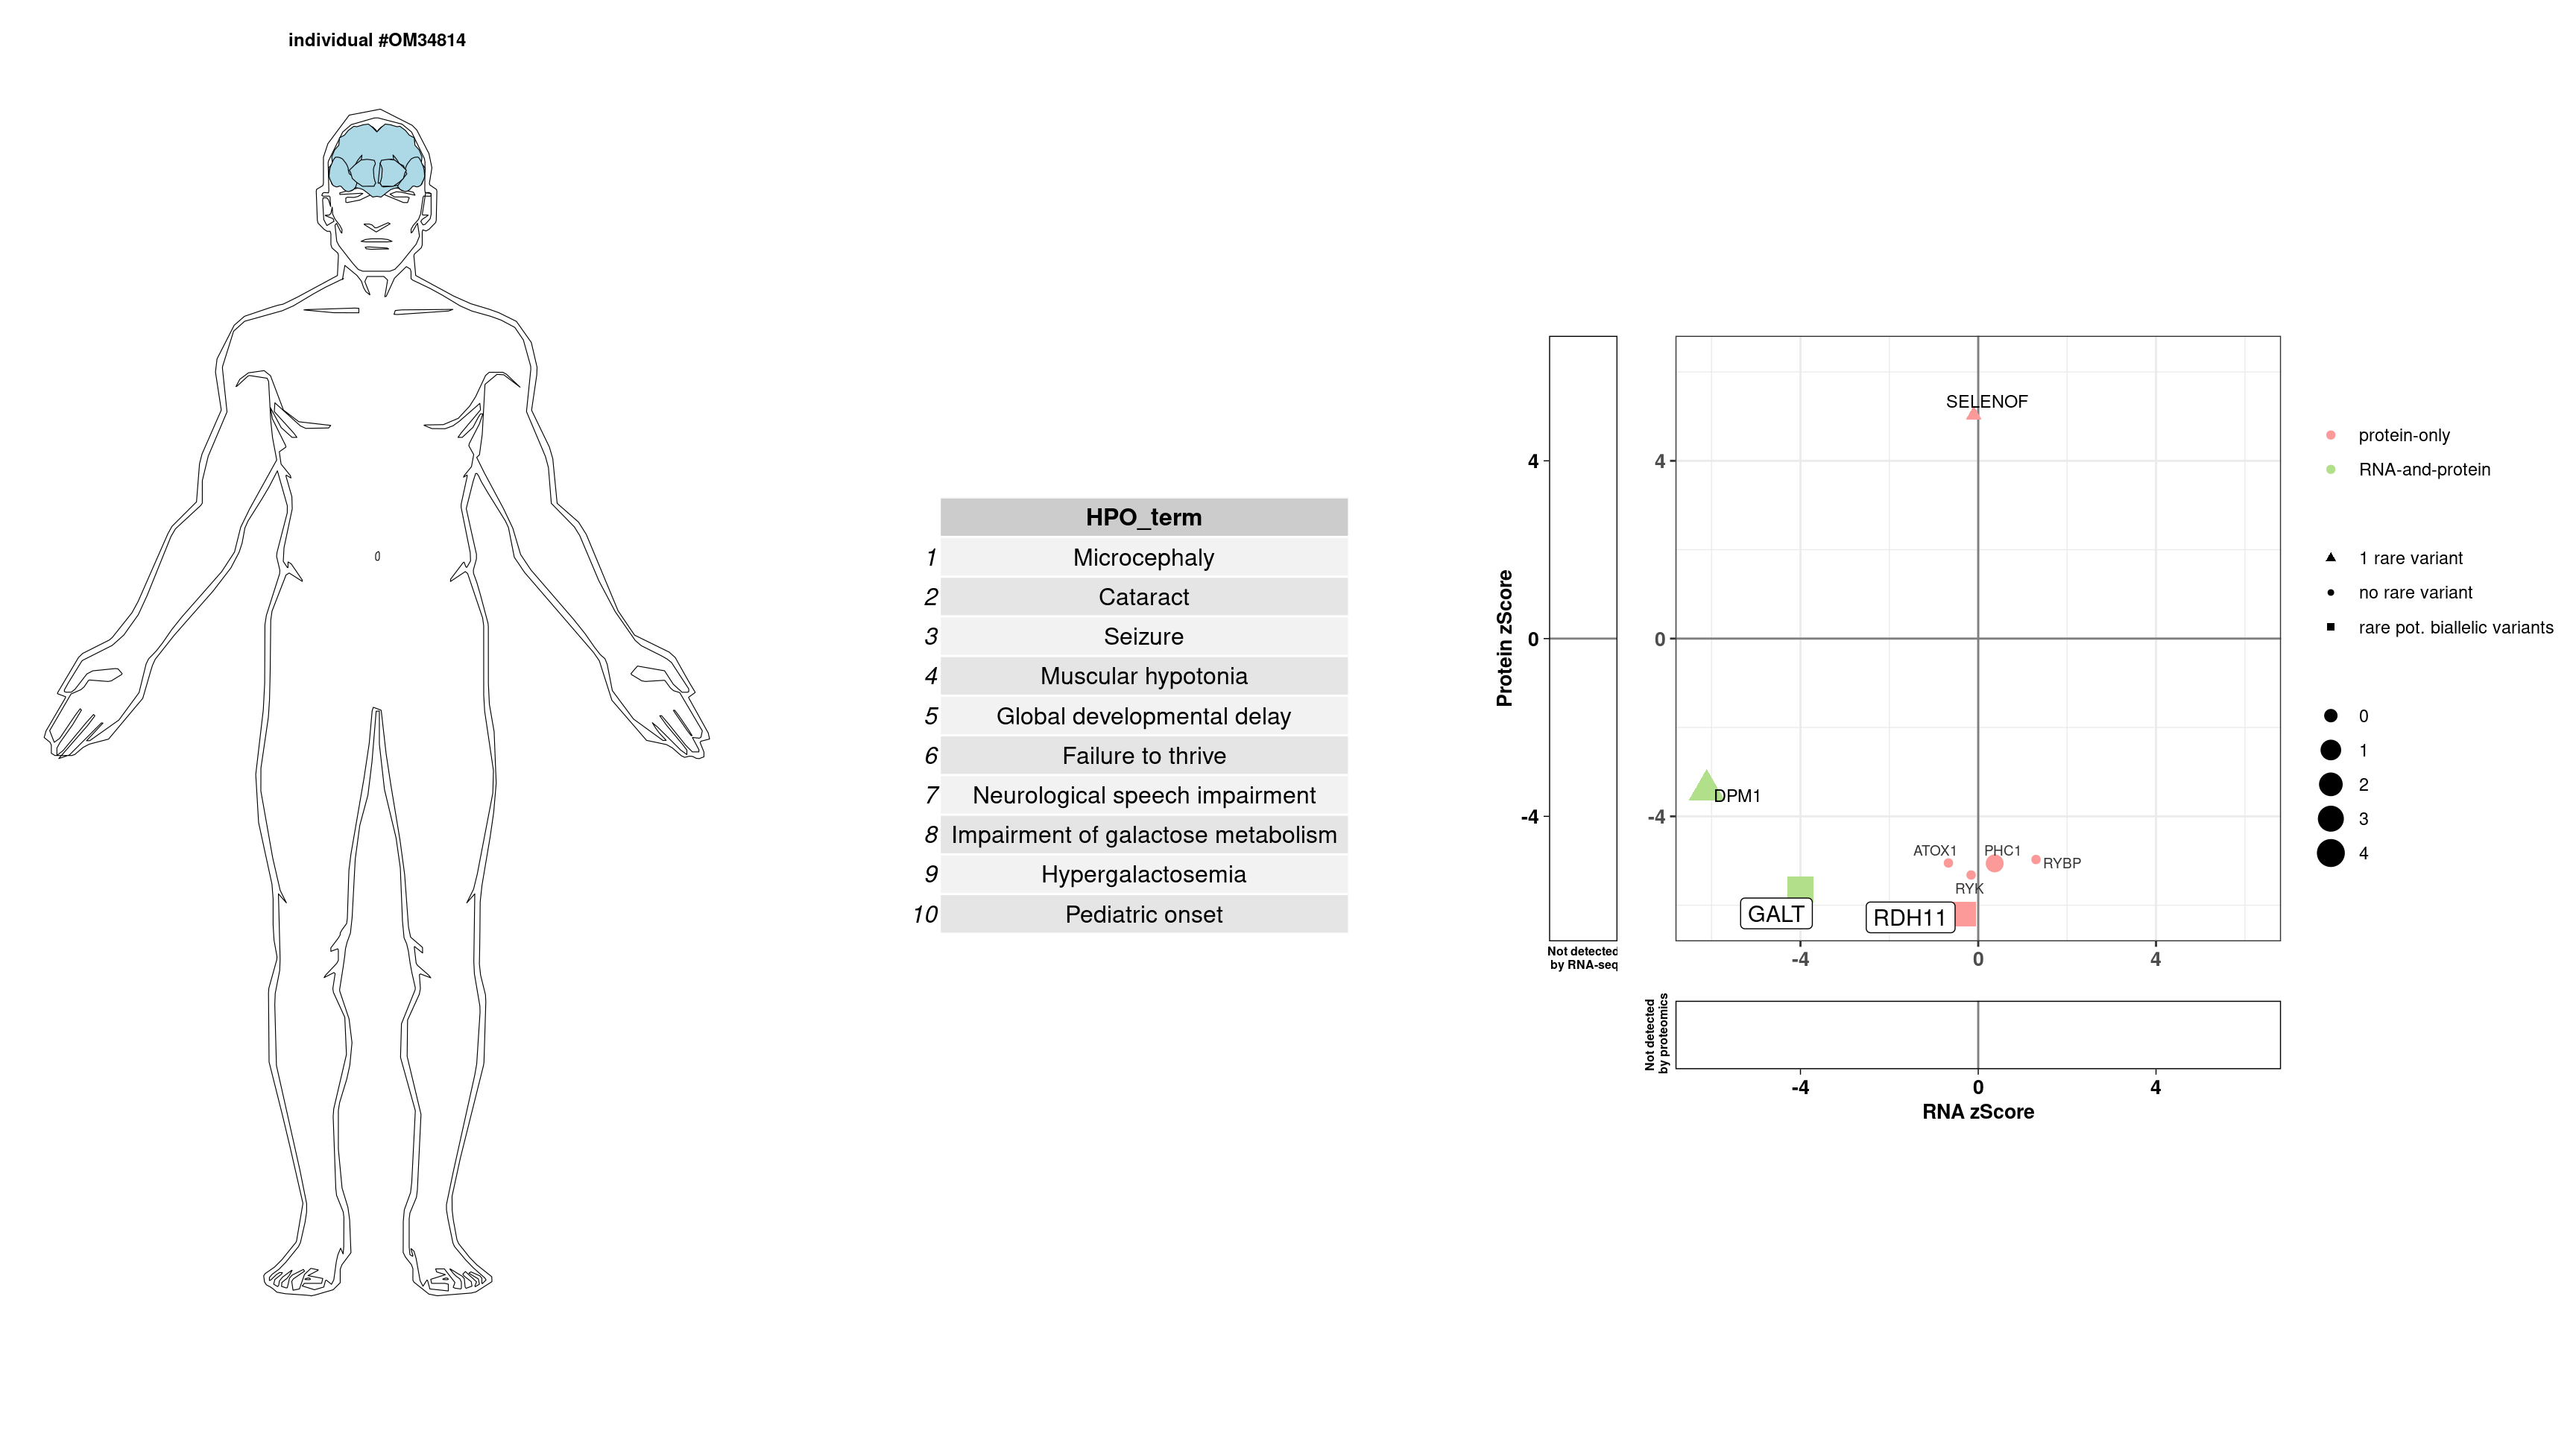 individual #OM34814
HPO_term
1 Microcephaly
2 Cataract
3 Seizure
4 Muscular hypotonia
5 Global developmental delay
6 Failure to thrive
7 Neurological speech impairment
8 Impairment of galactose metabolism
9 Hypergalactosemia
10 Pediatric onset
Protein zScore
4
0
-4
Not detected
by RNA-seq
4
0
-4
SELENOF
DPM1
ATOX1
PHC1
RYBP
RYK
GALT
RDH11
-4 0 4
Not detected
by proteomics
-4 0 4
RNA zScore
protein-only
RNA-and-protein
1 rare variant
no rare variant
rare pot. biallelic variants
0
1
2
3
4